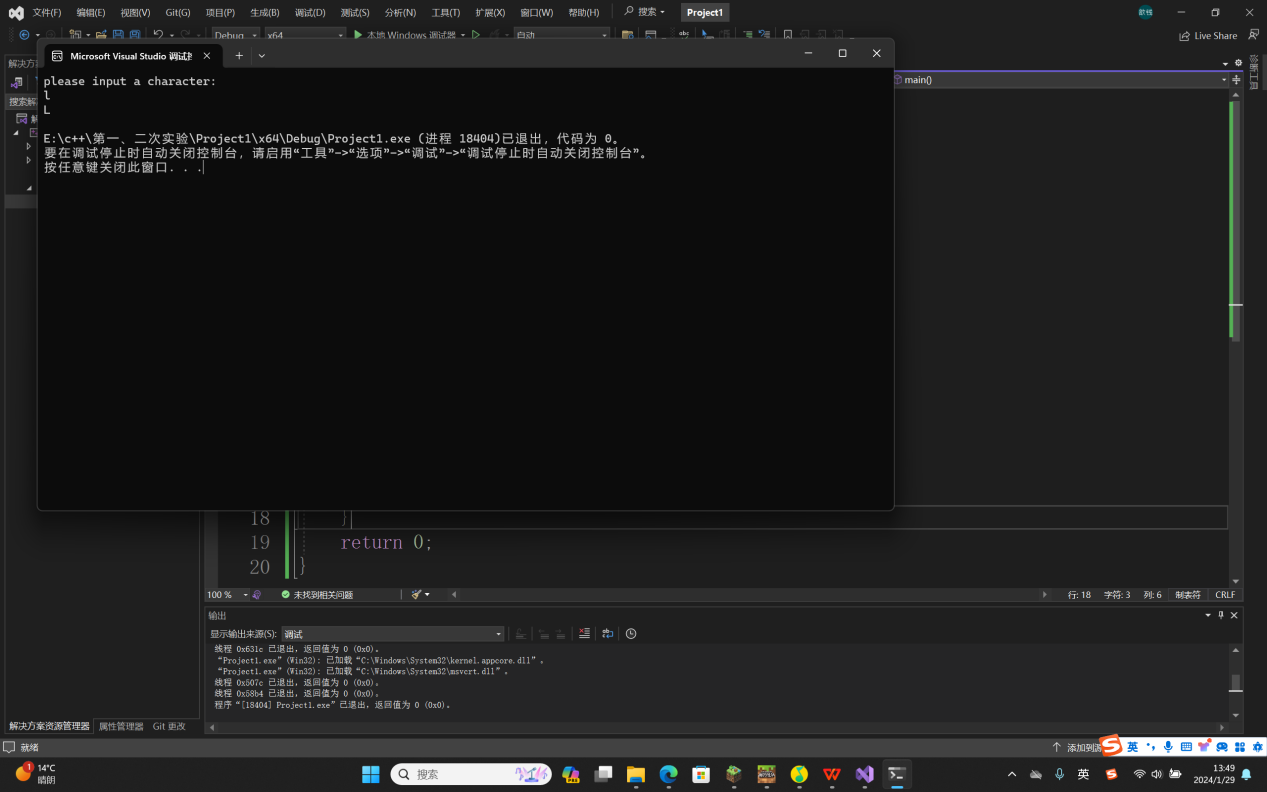 文件(F) 编辑(E) 视图(V) Git(G) 项目(P) 生成(B) 调试(D) 测试(S) 分析(N) 工具(T) 扩展(X) 窗口(W) 帮助(H) 搜索 Project1
Debug x64 本地 Windows 调试器 自动 Live Share
Microsoft Visual Studio 调试
main()
please input a character:
l
L
E:\c++\第一、二次实验\Project1\x64\Debug\Project1.exe (进程 18404)已退出，代码为 0。
要在调试停止时自动关闭控制台，请启用“工具”->“选项”->“调试”->“调试停止时自动关闭控制台”。
按任意键关闭此窗口. . .
诊断工具
18 }
19 return 0;
20 }
100 % 未找到相关问题 行: 18 字符: 3 列: 6 制表符 CRLF
输出
显示输出来源(S): 调试
线程 0x631c 已退出，返回值为 0 (0x0)。
“Project1.exe”(Win32): 已加载“C:\Windows\System32\kernel.appcore.dll”。
“Project1.exe”(Win32): 已加载“C:\Windows\System32\msvcrt.dll”。
线程 0x507c 已退出，返回值为 0 (0x0)。
线程 0x58b4 已退出，返回值为 0 (0x0)。
程序“[18404] Project1.exe”已退出，返回值为 0 (0x0)。
解决方案资源管理器 属性管理器 Git 更改
就绪 添加到源 英
1 14°C
晴朗
搜索
英
13:49
2024/1/29